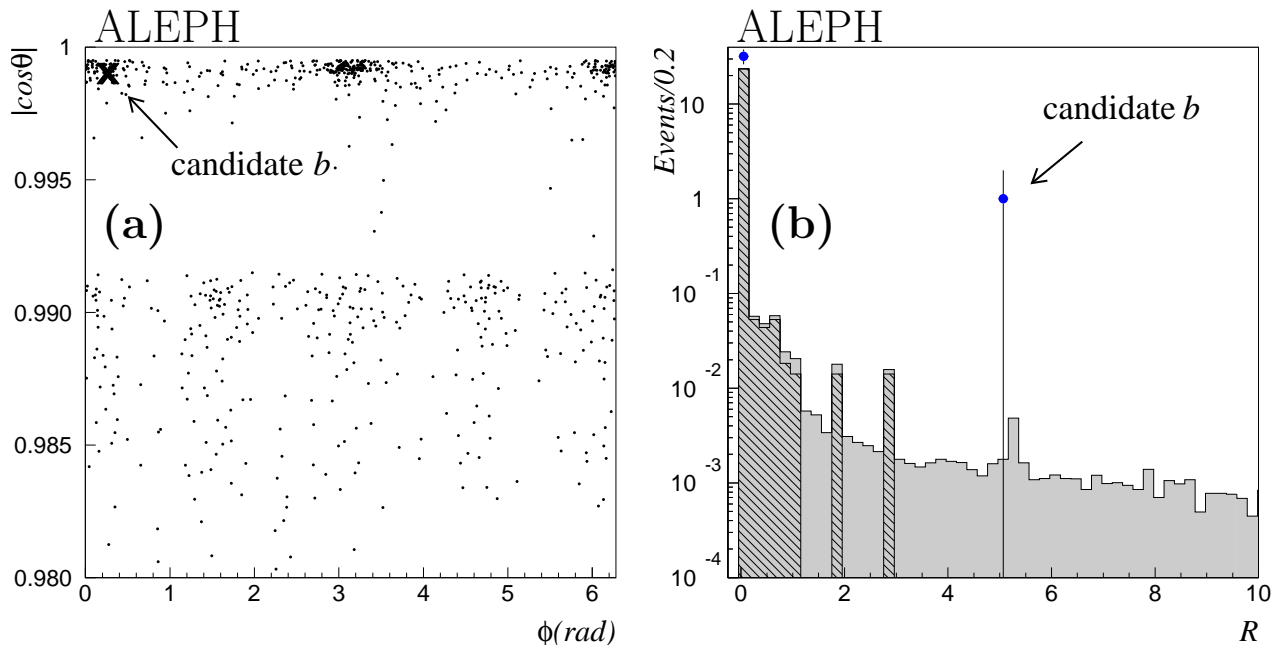 ALEPH
|cosθ|
1
0.995
0.990
0.985
0.980
candidate b
(a)
0 1 2 3 4 5 6
ϕ(rad)
ALEPH
Events/0.2
10
1
10⁻¹
10⁻²
10⁻³
10⁻⁴
candidate b
(b)
0 2 4 6 8 10
R